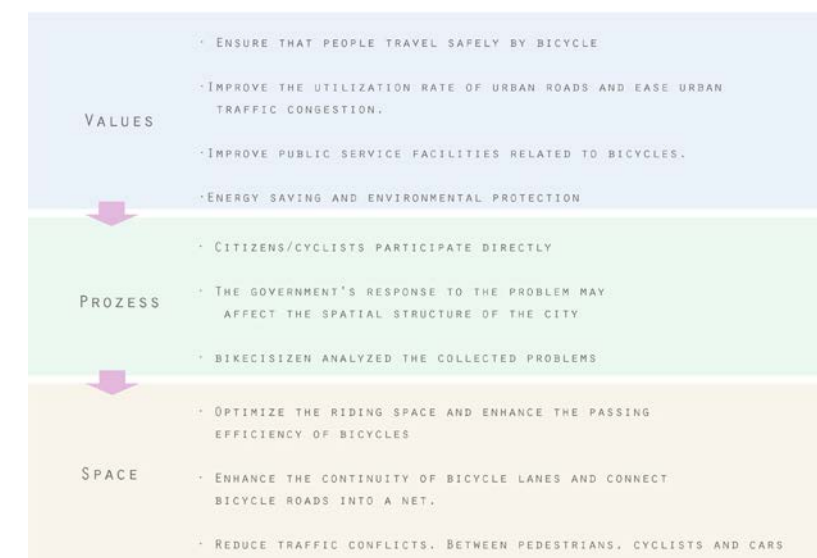 · Ensure that people travel safely by bicycle
·Improve the utilization rate of urban roads and ease urban
traffic congestion.
Values
·Improve public service facilities related to bicycles.
·Energy saving and environmental protection
· Citizens/cyclists participate directly
· The government's response to the problem may
Prozess
affect the spatial structure of the city
· bikecisizen analyzed the collected problems
· Optimize the riding space and enhance the passing
efficiency of bicycles
Space
· Enhance the continuity of bicycle lanes and connect
bicycle roads into a net.
· Reduce traffic conflicts. Between pedestrians, cyclists and cars